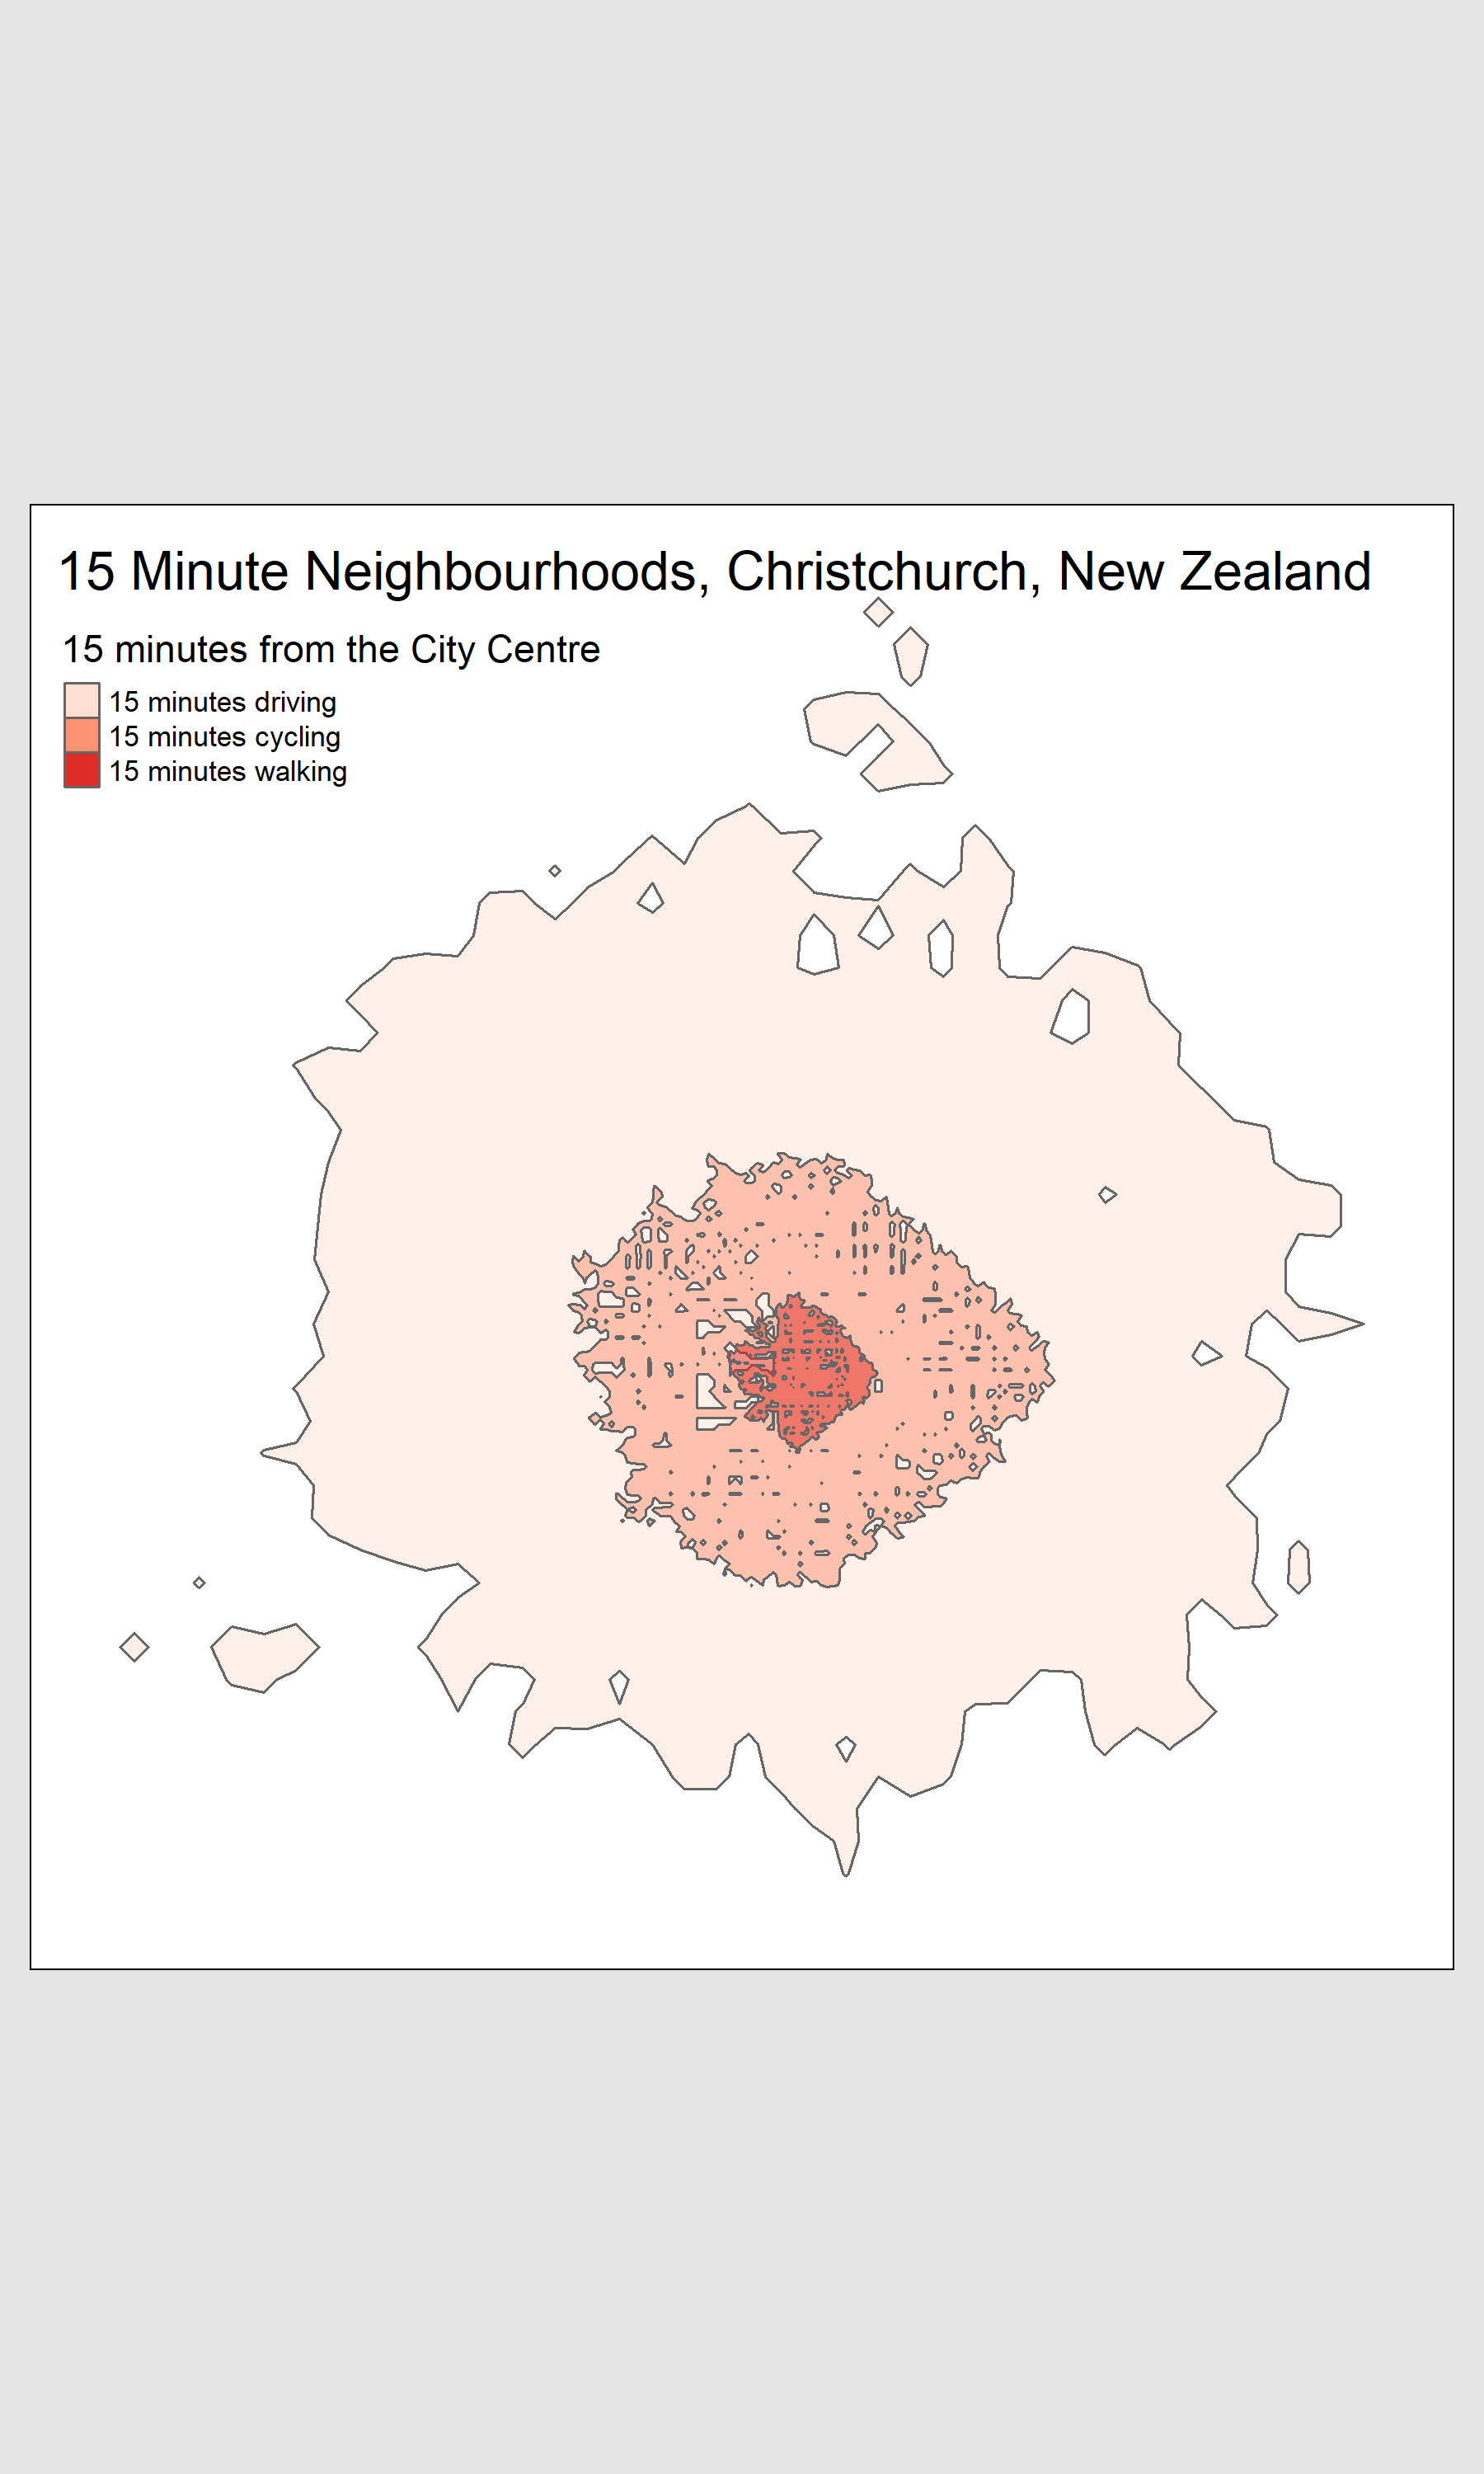 15 Minute Neighbourhoods, Christchurch, New Zealand
15 minutes from the City Centre
15 minutes driving
15 minutes cycling
15 minutes walking